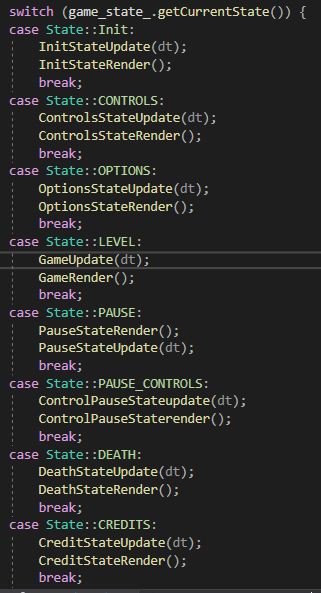 switch (game_state_.getCurrentState()) {
case State::Init:
InitStateUpdate(dt);
InitStateRender();
break;
case State::CONTROLS:
ControlsStateUpdate(dt);
ControlsStateRender();
break;
case State::OPTIONS:
OptionsStateUpdate(dt);
OptionsStateRender();
break;
case State::LEVEL:
GameUpdate(dt);
GameRender();
break;
case State::PAUSE:
PauseStateRender();
PauseStateUpdate(dt);
break;
case State::PAUSE_CONTROLS:
ControlPauseStateupdate(dt);
ControlPauseStaterender();
break;
case State::DEATH:
DeathStateUpdate(dt);
DeathStateRender();
break;
case State::CREDITS:
CreditStateUpdate(dt);
CreditStateRender();
break;